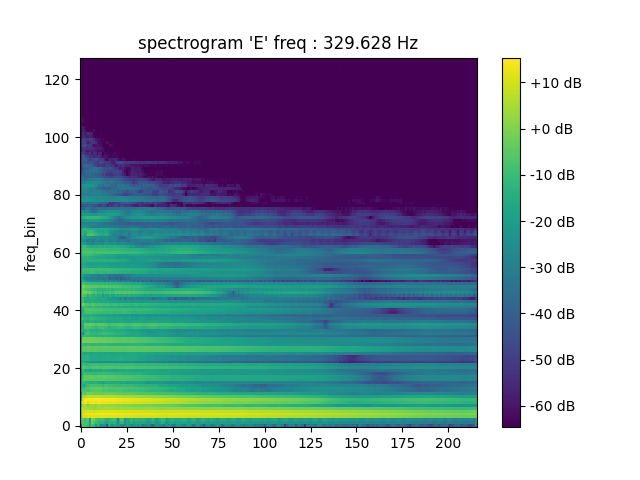 spectrogram 'E' freq : 329.628 Hz
120
100
80
60
40
20
0
freq_bin
0 25 50 75 100 125 150 175 200
+10 dB
+0 dB
-10 dB
-20 dB
-30 dB
-40 dB
-50 dB
-60 dB